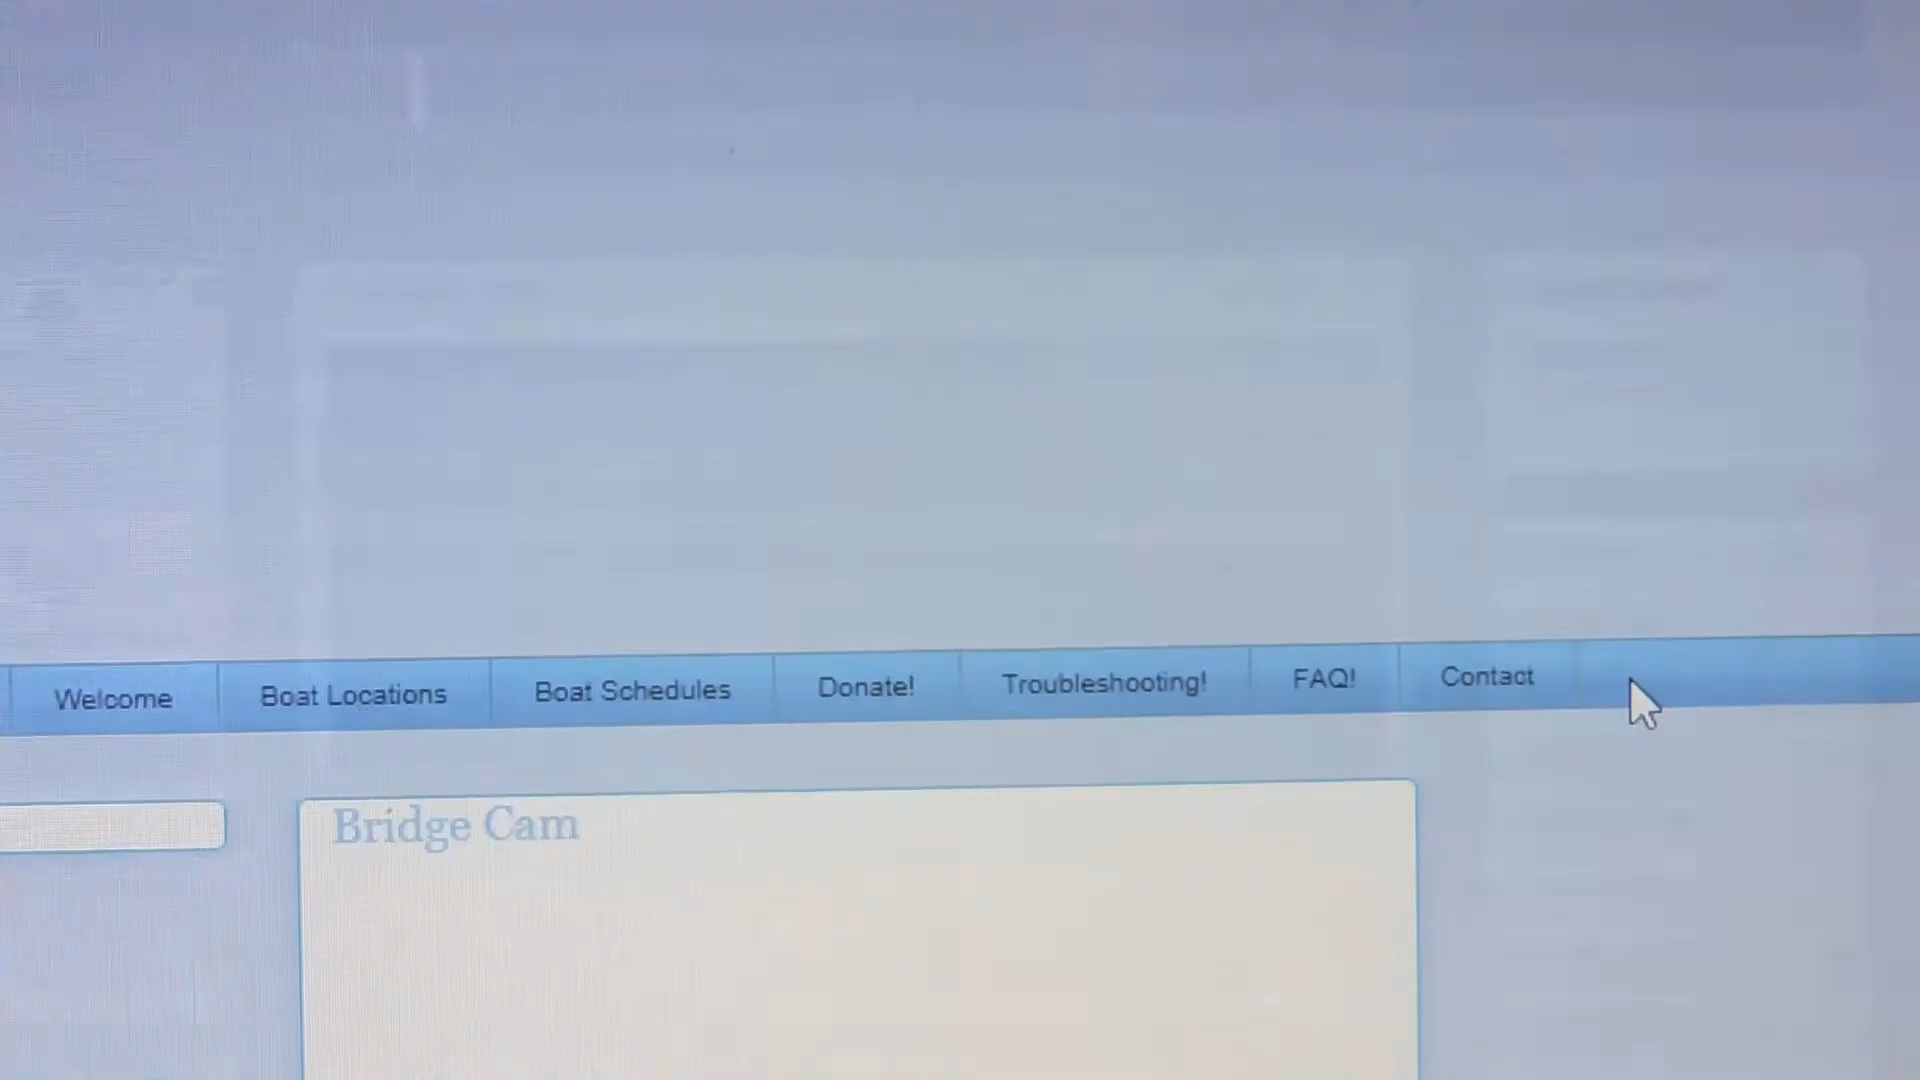 Welcome
Boat Locations
Boat Schedules
Donate!
Troubleshooting!
FAQ!
Contact
Bridge Cam